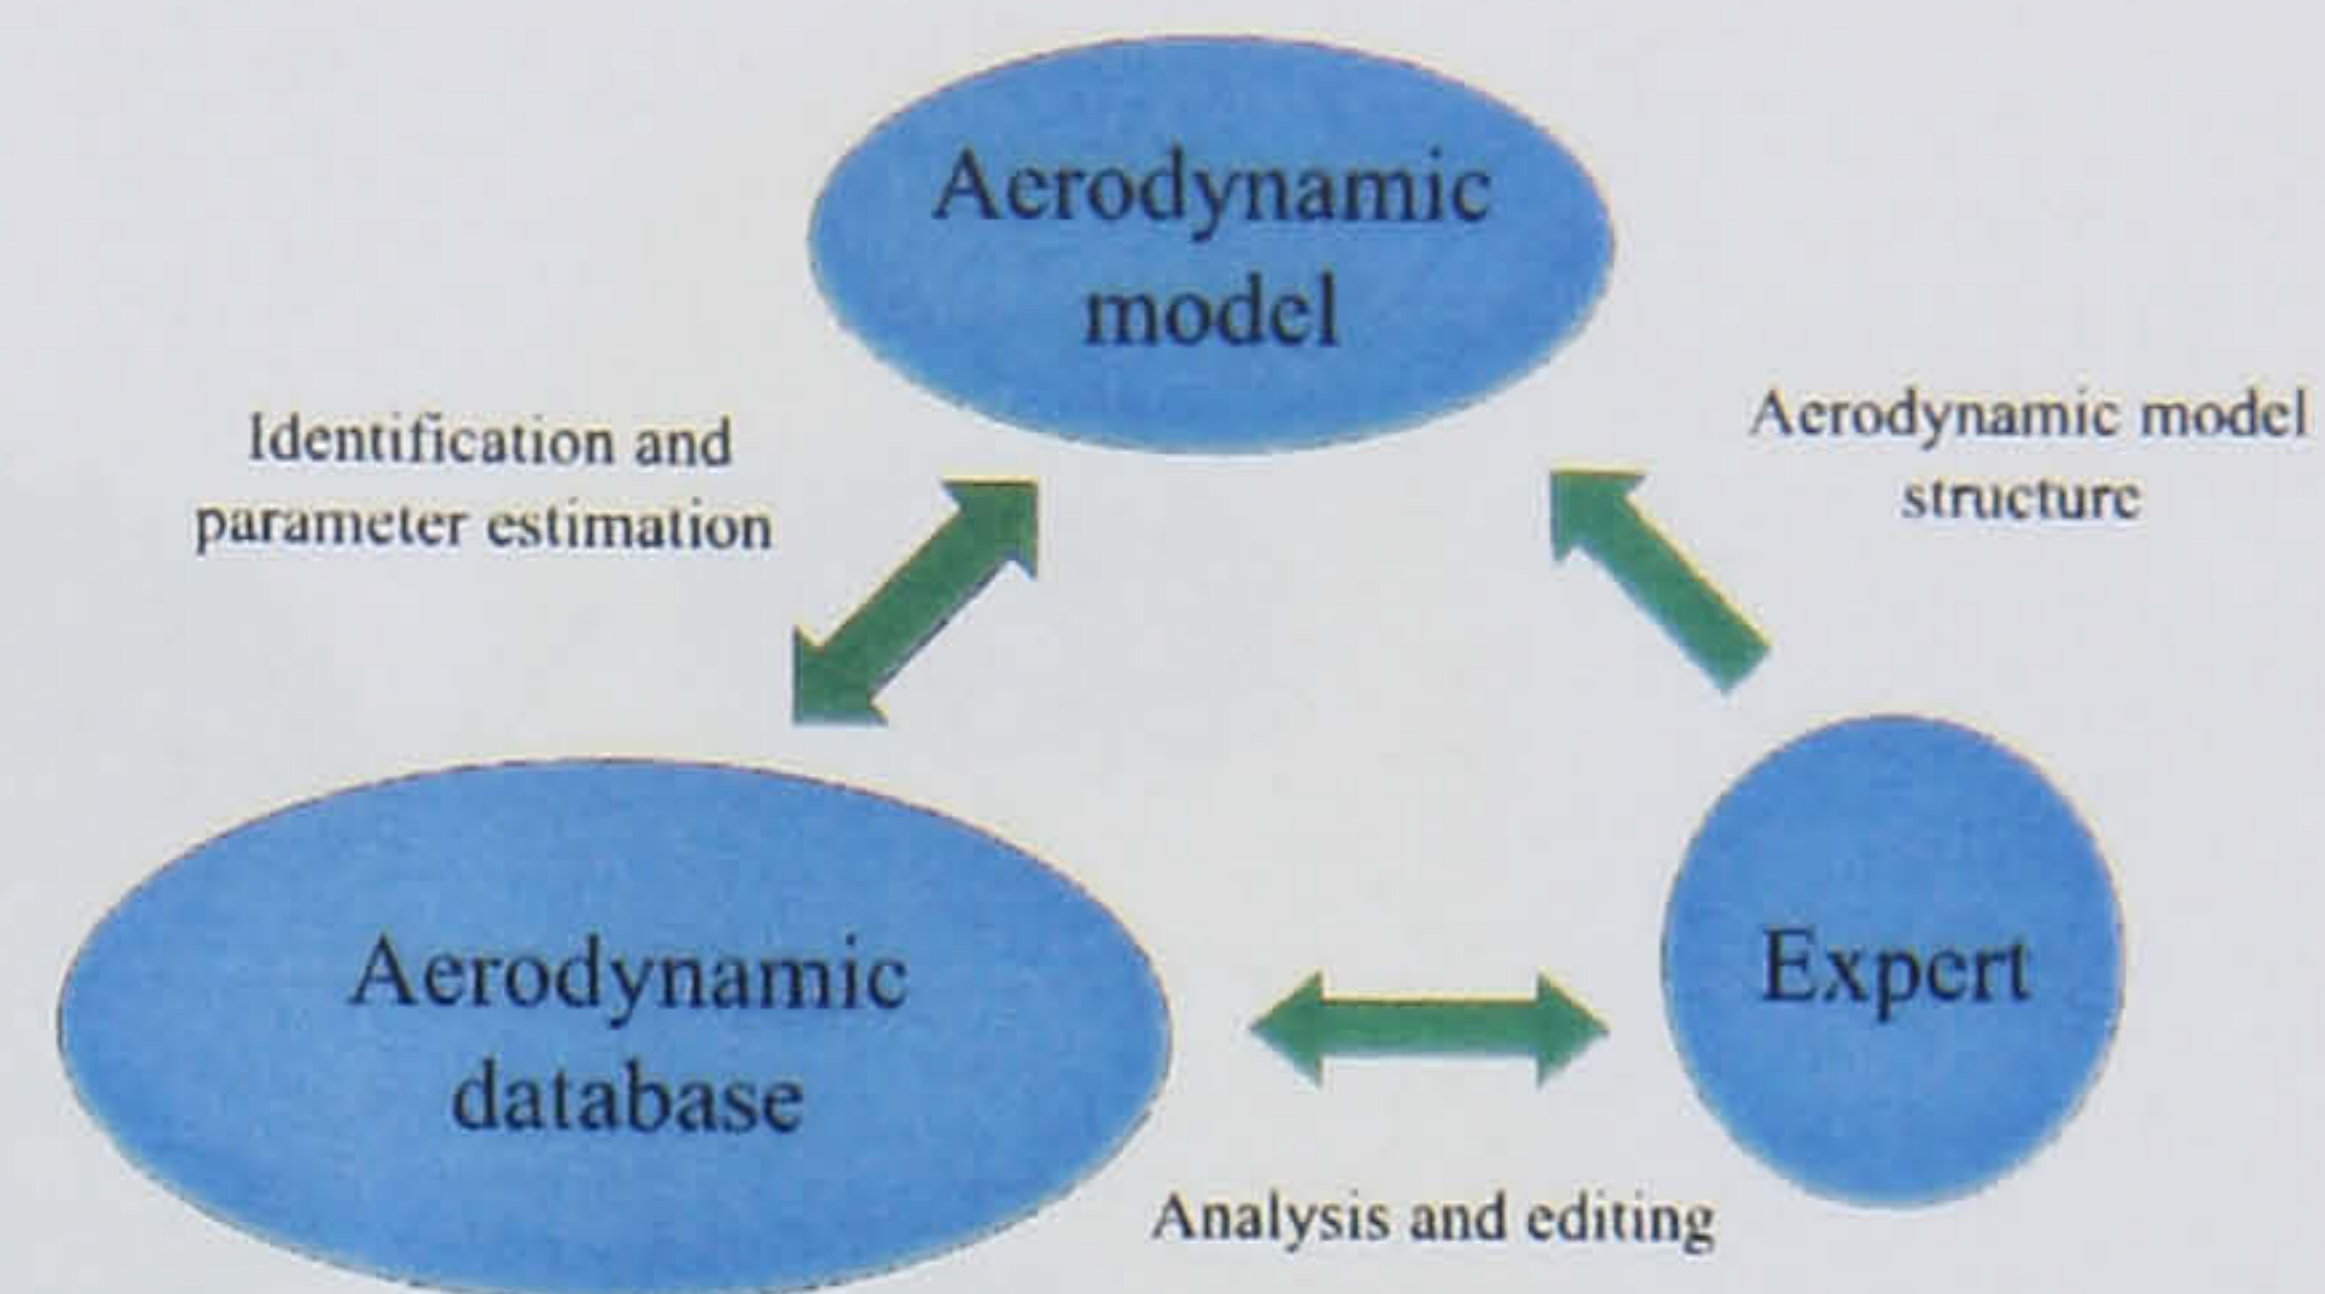 Aerodynamic
model
Identification and
parameter estimation
Aerodynamic model
structure
Aerodynamic
database
Expert
Analysis and editing